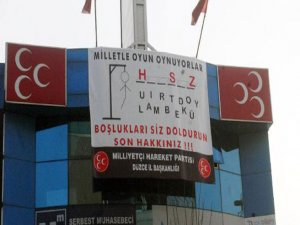 MİLLETLE OYUN OYNUYORLAR
H _ _ S _ Z
U I R T D O Y
L A M B E K Ü
BOŞLUKLARI SİZ DOLDURUN
SON HAKKINIZ !!!
MİLLİYETÇİ HAREKET PARTİSİ
DÜZCE İL BAŞKANLIĞI
SERBEST MUHASEBECİ